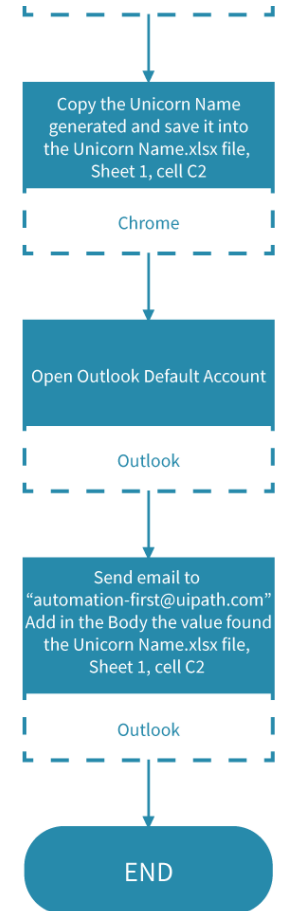 Copy the Unicorn Name
generated and save it into
the Unicorn Name.xlsx file,
Sheet 1, cell C2
Chrome
Open Outlook Default Account
Outlook
Send email to
“automation-first@uipath.com”
Add in the Body the value found
the Unicorn Name.xlsx file,
Sheet 1, cell C2
Outlook
END